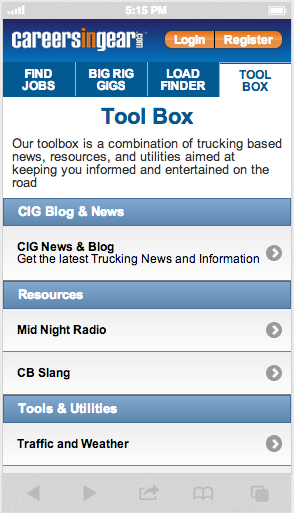 5:15 PM
careersingear.com
Login Register
FIND JOBS
BIG RIG GIGS
LOAD FINDER
TOOL BOX
Tool Box
Our toolbox is a combination of trucking based
news, resources, and utilities aimed at
keeping you informed and entertained on the
road
CIG Blog & News
CIG News & Blog
Get the latest Trucking News and Information
Resources
Mid Night Radio
CB Slang
Tools & Utilities
Traffic and Weather